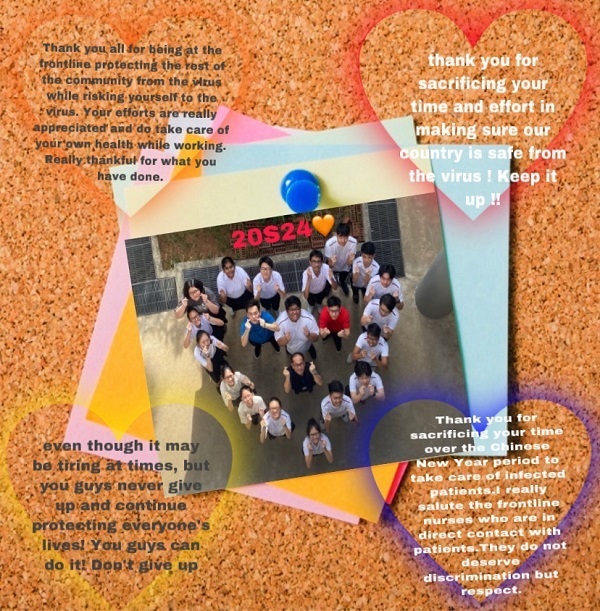 Thank you all for being at the
frontline protecting the rest of
the community from the virus
while risking yourself to the
virus. Your efforts are really
appreciated and do take care of
your own health while working.
Really thankful for what you
have done.
thank you for
sacrificing your
time and effort in
making sure our
country is safe from
the virus ! Keep it
up !!
20S24🧡
even though it may
be tiring at times, but
you guys never give
up and continue
protecting everyone's
lives! You guys can
do it! Don't give up
Thank you for
sacrificing your time
over the Chinese
New Year period to
take care of infected
patients.I really
salute the frontline
nurses who are in
direct contact with
patients.They do not
deserve
discrimination but
respect.